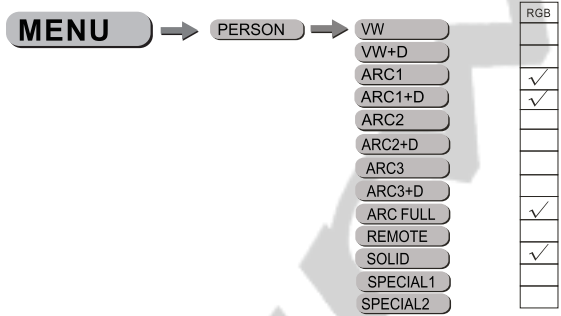 RGB
MENU PERSON VW
VW+D
ARC1 √
ARC1+D √
ARC2
ARC2+D
ARC3
ARC3+D
ARC FULL √
REMOTE
SOLID √
SPECIAL1
SPECIAL2